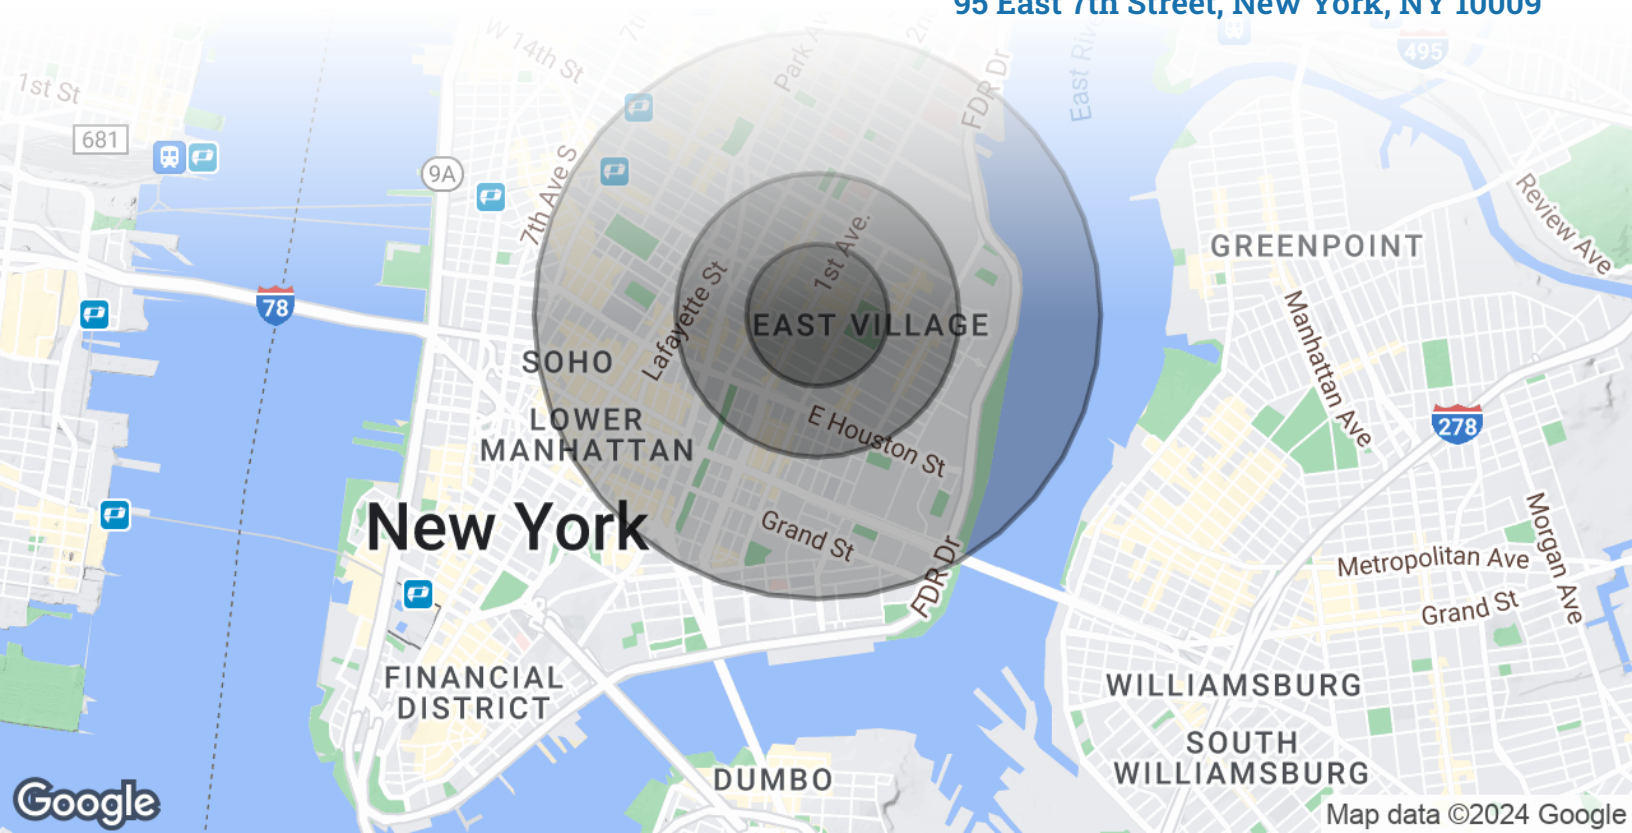 95 East 7th Street, New York, NY 10009
W 14th St
7th
Park A
2nd
FDR Dr
East River
495
1st St
681
9A
7th Ave S
1st Ave.
Review Ave
GREENPOINT
78
Lafayette St
EAST VILLAGE
Manhattan Ave
SOHO
LOWER
MANHATTAN
E Houston St
278
New York
Grand St
FDR Dr
Metropolitan Ave
Morgan Ave
Grand St
FINANCIAL
DISTRICT
WILLIAMSBURG
SOUTH
WILLIAMSBURG
DUMBO
Google
Map data ©2024 Google